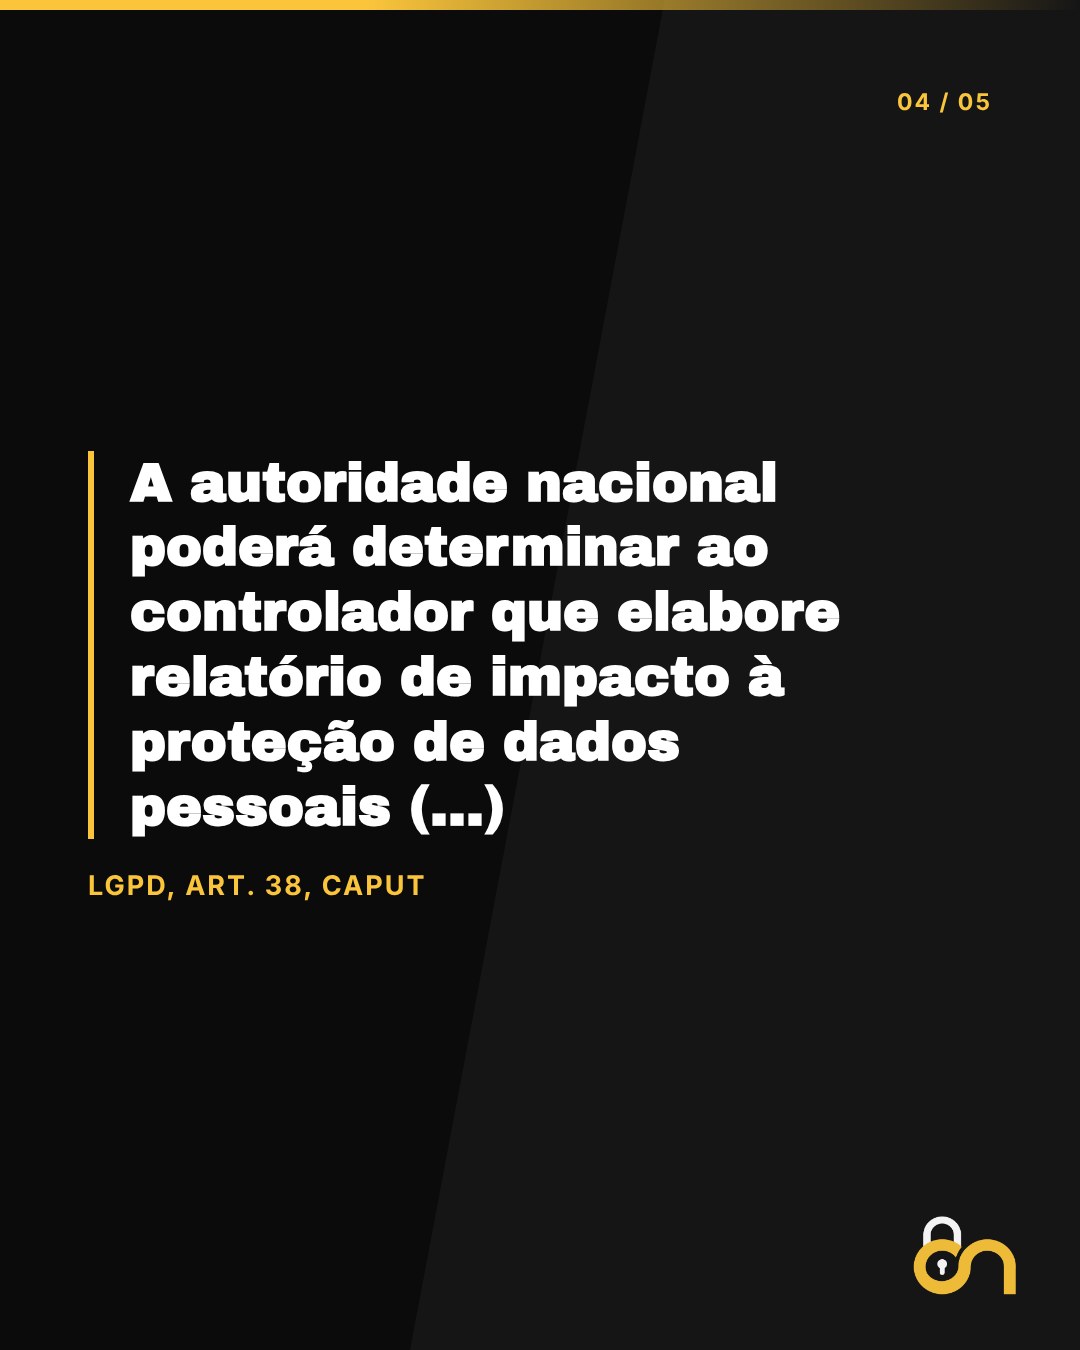 04 / 05
A autoridade nacional
poderá determinar ao
controlador que elabore
relatório de impacto à
proteção de dados
pessoais (...)
LGPD, ART. 38, CAPUT
on